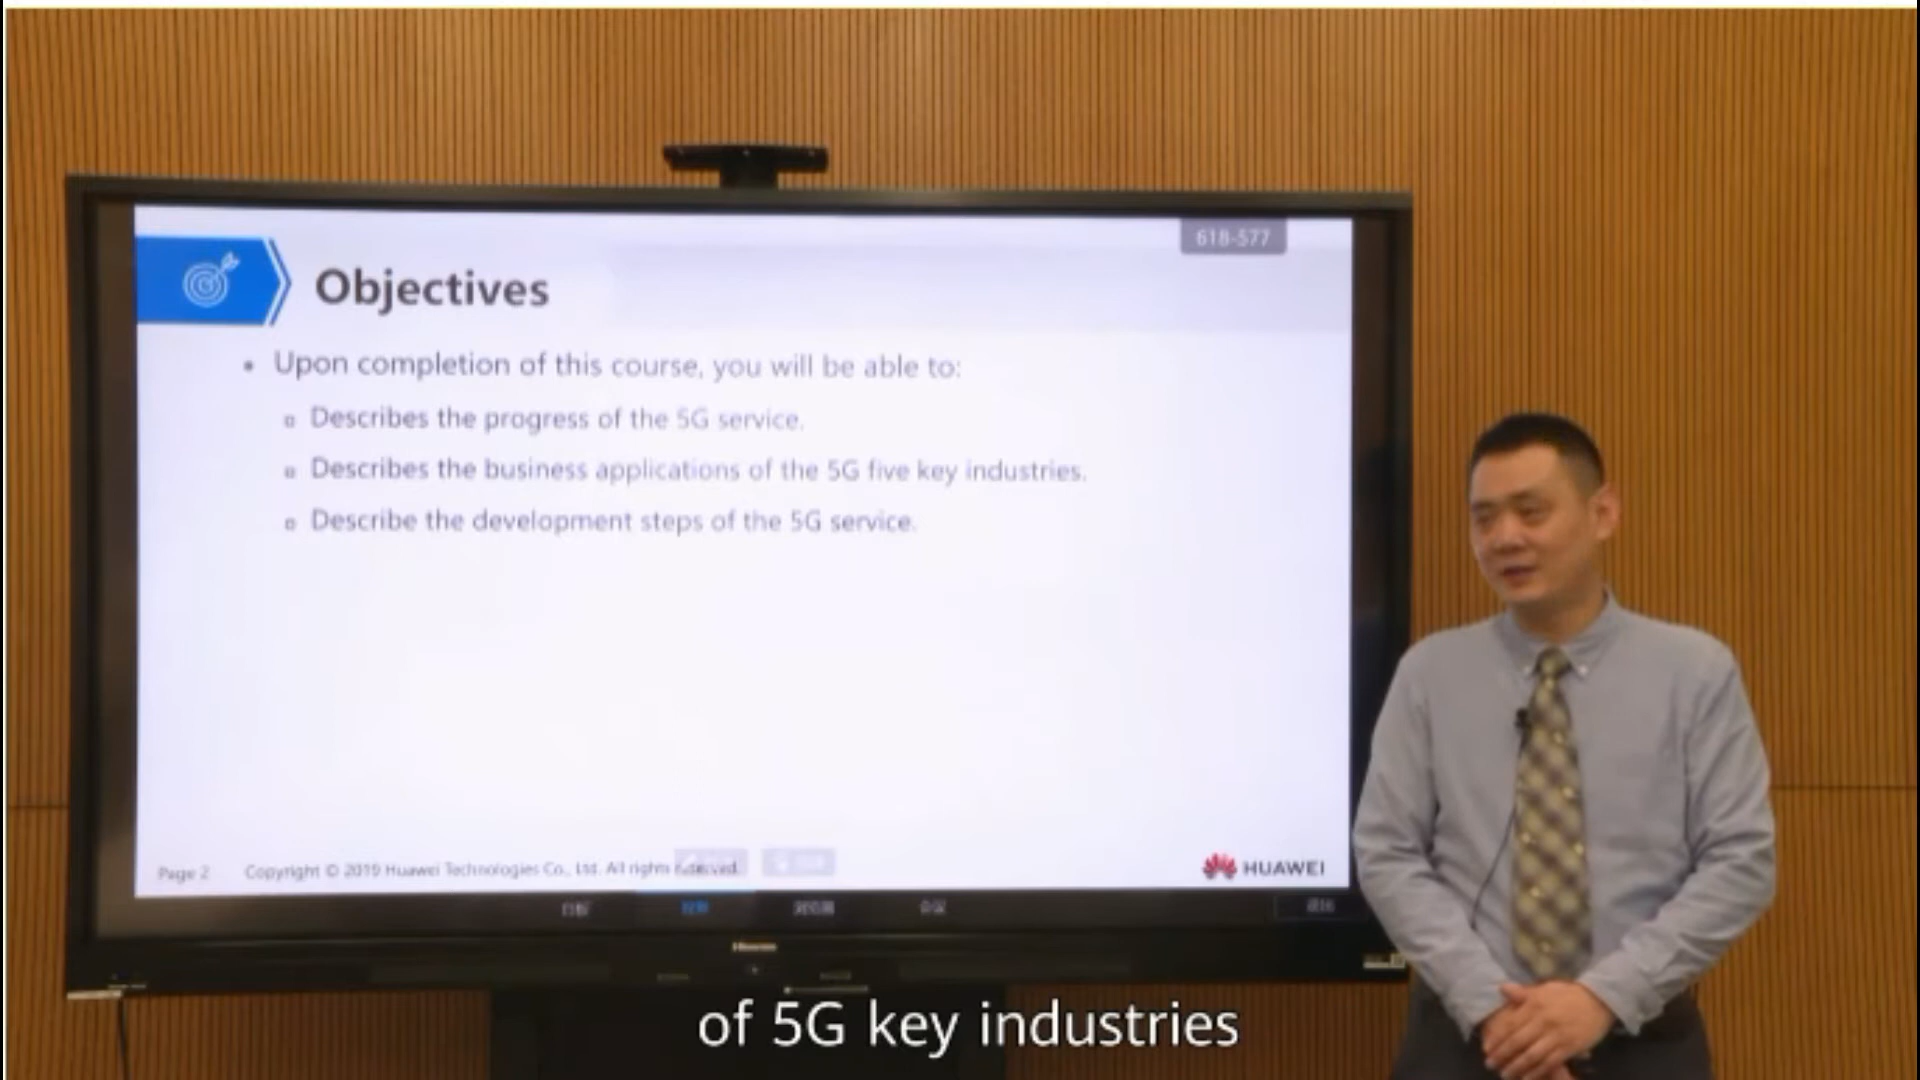 618-577
Objectives
• Upon completion of this course, you will be able to:
▫ Describes the progress of the 5G service.
▫ Describes the business applications of the 5G five key industries.
▫ Describe the development steps of the 5G service.
Page 2 Copyright © 2019 Huawei Technologies Co., Ltd. All rights reserved.
HUAWEI
Hisense
of 5G key industries